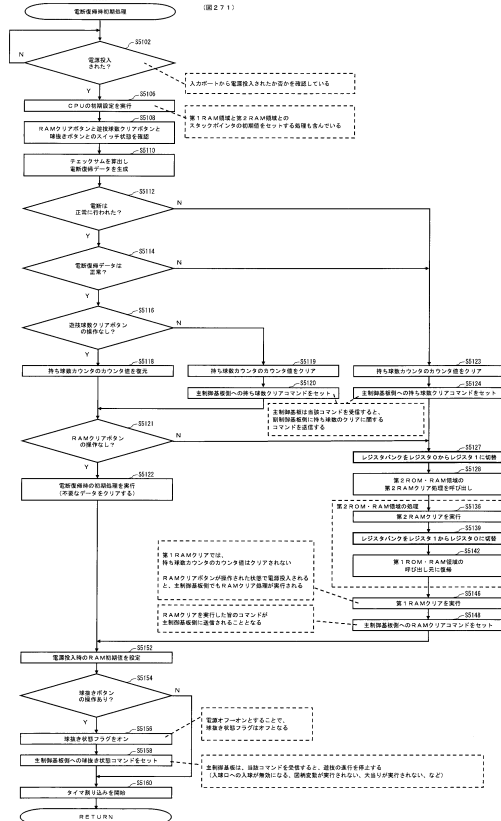 電断復帰時初期処理
(図271)
S5102
N
電源投入
された？
Y
入力ポートから電源投入されたか否かを確認している
S5106
CPUの初期設定を実行
第1RAM領域と第2RAM領域との
スタックポインタの初期値をセットする処理も含んでいる
S5108
RAMクリアボタンと遊技球数クリアボタンと
球抜きボタンとのスイッチ状態を確認
S5110
チェックサムを算出し
電断復帰データを生成
S5112
電断は
正常に行われた？
N
Y
S5114
電断復帰データは
正常？
N
Y
S5116
遊技球数クリアボタン
の操作なし？
N
Y
S5118
持ち球数カウンタのカウンタ値を復元
S5119
持ち球数カウンタのカウンタ値をクリア
S5120
主制御基板側への持ち球数クリアコマンドをセット
S5123
持ち球数カウンタのカウンタ値をクリア
S5124
主制御基板側への持ち球数クリアコマンドをセット
主制御基板は当該コマンドを受信すると、
副制御基板側に持ち球数のクリアに関する
コマンドを送信する
S5121
RAMクリアボタン
の操作なし？
N
Y
S5122
電断復帰時の初期処理を実行
(不要なデータをクリアする)
S5127
レジスタバンクをレジスタ0からレジスタ1に切替
S5128
第2ROM・RAM領域の
第2RAMクリア処理を呼び出し
第2ROM・RAM領域の処理
S5136
第2RAMクリアを実行
S5139
レジスタバンクをレジスタ1からレジスタ0に切替
S5142
第1ROM・RAM領域の
呼び出し元に復帰
第1RAMクリアでは、
持ち球数カウンタのカウンタ値はクリアされない
RAMクリアボタンが操作された状態で電源投入される
と、主制御基板側でもRAMクリア処理が実行される
S5146
第1RAMクリアを実行
S5148
主制御基板側へのRAMクリアコマンドをセット
RAMクリアを実行した旨のコマンドが
主制御基板側に送信されることとなる
S5152
電源投入時のRAM初期値を設定
S5154
球抜きボタン
の操作あり？
N
Y
S5156
球抜き状態フラグをオン
電源オフ→オンとすることで、
球抜き状態フラグはオフとなる
S5158
主制御基板側への球抜き状態コマンドをセット
主制御基板は、当該コマンドを受信すると、遊技の進行を停止する
(入球口への入球が無効になる、図柄変動が実行されない、大当りが実行されない、など)
S5160
タイマ割り込みを開始
RETURN